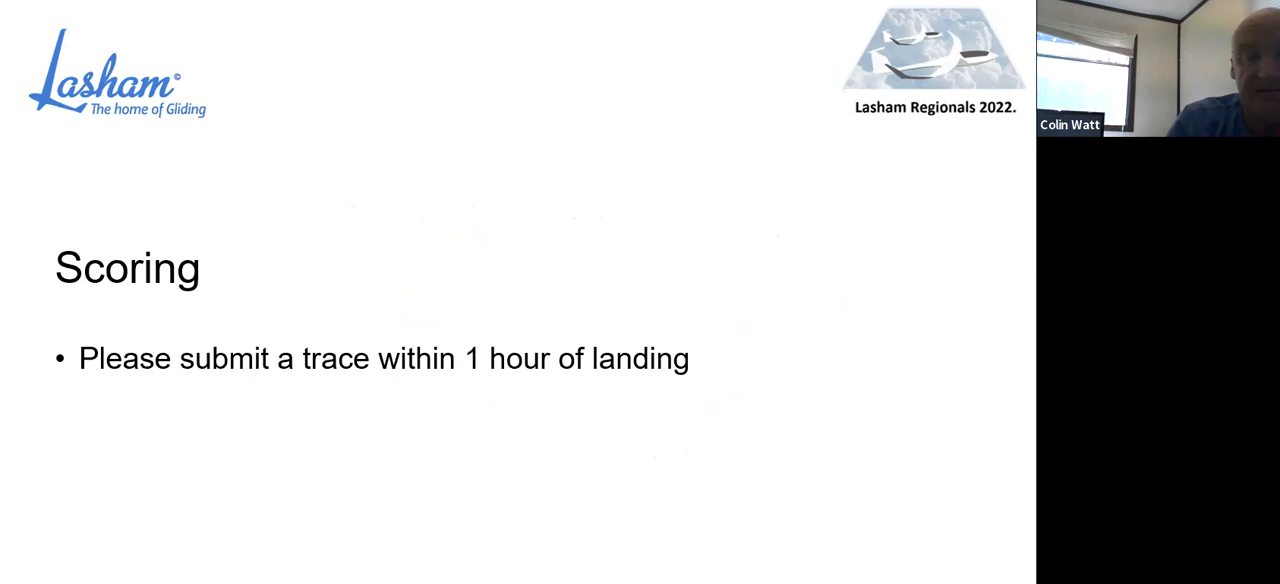 Lasham©
The home of Gliding
Lasham Regionals 2022.
Colin Watt
Scoring
• Please submit a trace within 1 hour of landing